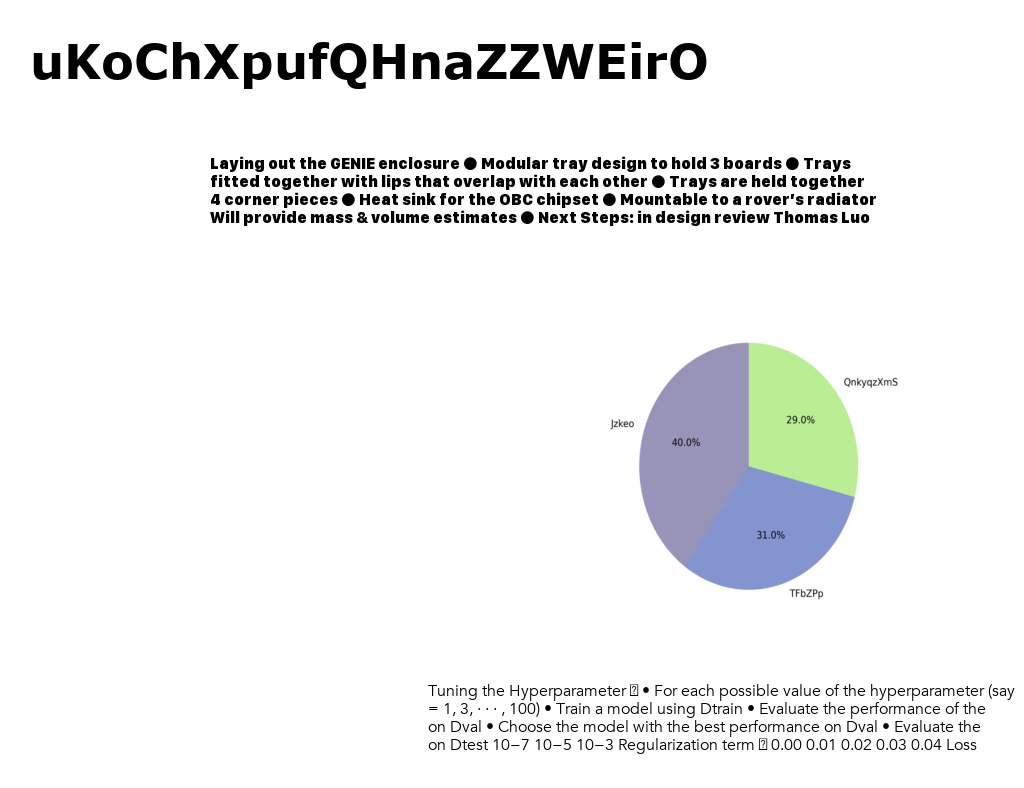 uKoChXpufQHnaZZWEirO
Laying out the GENIE enclosure ● Modular tray design to hold 3 boards ● Trays
fitted together with lips that overlap with each other ● Trays are held together
4 corner pieces ● Heat sink for the OBC chipset ● Mountable to a rover's radiator
Will provide mass & volume estimates ● Next Steps: in design review Thomas Luo
QnkyqzXmS
Jzkeo
29.0%
40.0%
31.0%
TFbZPp
Tuning the Hyperparameter • For each possible value of the hyperparameter (say
= 1, 3, · · · , 100) • Train a model using Dtrain • Evaluate the performance of the
on Dval • Choose the model with the best performance on Dval • Evaluate the
on Dtest 10−7 10−5 10−3 Regularization term 0.00 0.01 0.02 0.03 0.04 Loss